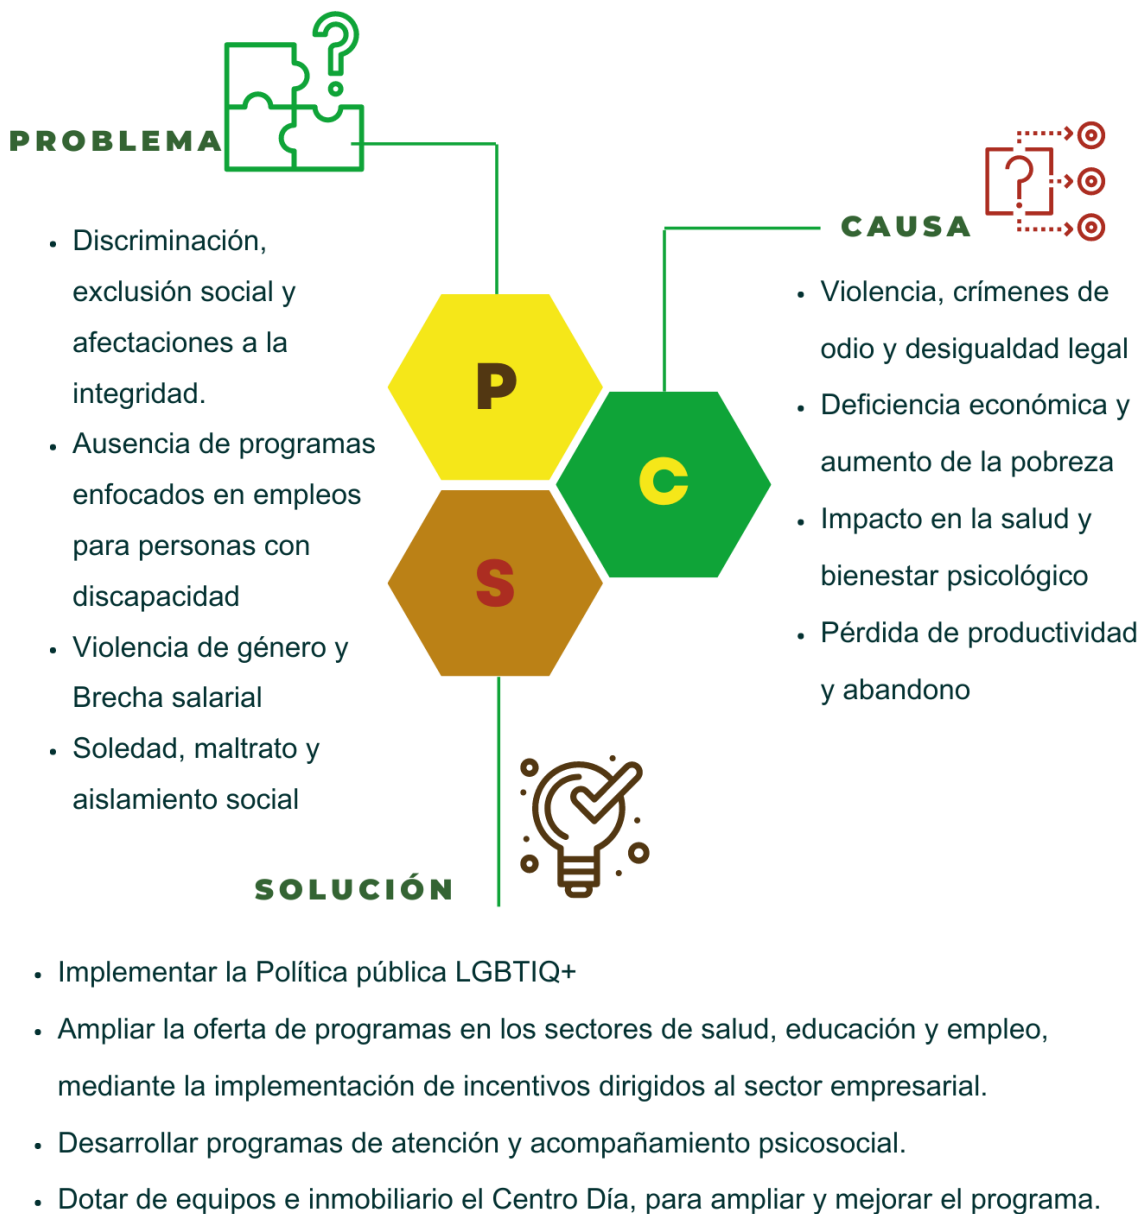 PROBLEMA
Discriminación,
exclusión social y
afectaciones a la
integridad.
Ausencia de programas
enfocados en empleos
para personas con
discapacidad
Violencia de género y
Brecha salarial
Soledad, maltrato y
aislamiento social
P
C
S
CAUSA
Violencia, crímenes de
odio y desigualdad legal
Deficiencia económica y
aumento de la pobreza
Impacto en la salud y
bienestar psicológico
Pérdida de productividad
y abandono
SOLUCIÓN
Implementar la Política pública LGBTIQ+
Ampliar la oferta de programas en los sectores de salud, educación y empleo,
mediante la implementación de incentivos dirigidos al sector empresarial.
Desarrollar programas de atención y acompañamiento psicosocial.
Dotar de equipos e inmobiliario el Centro Día, para ampliar y mejorar el programa.